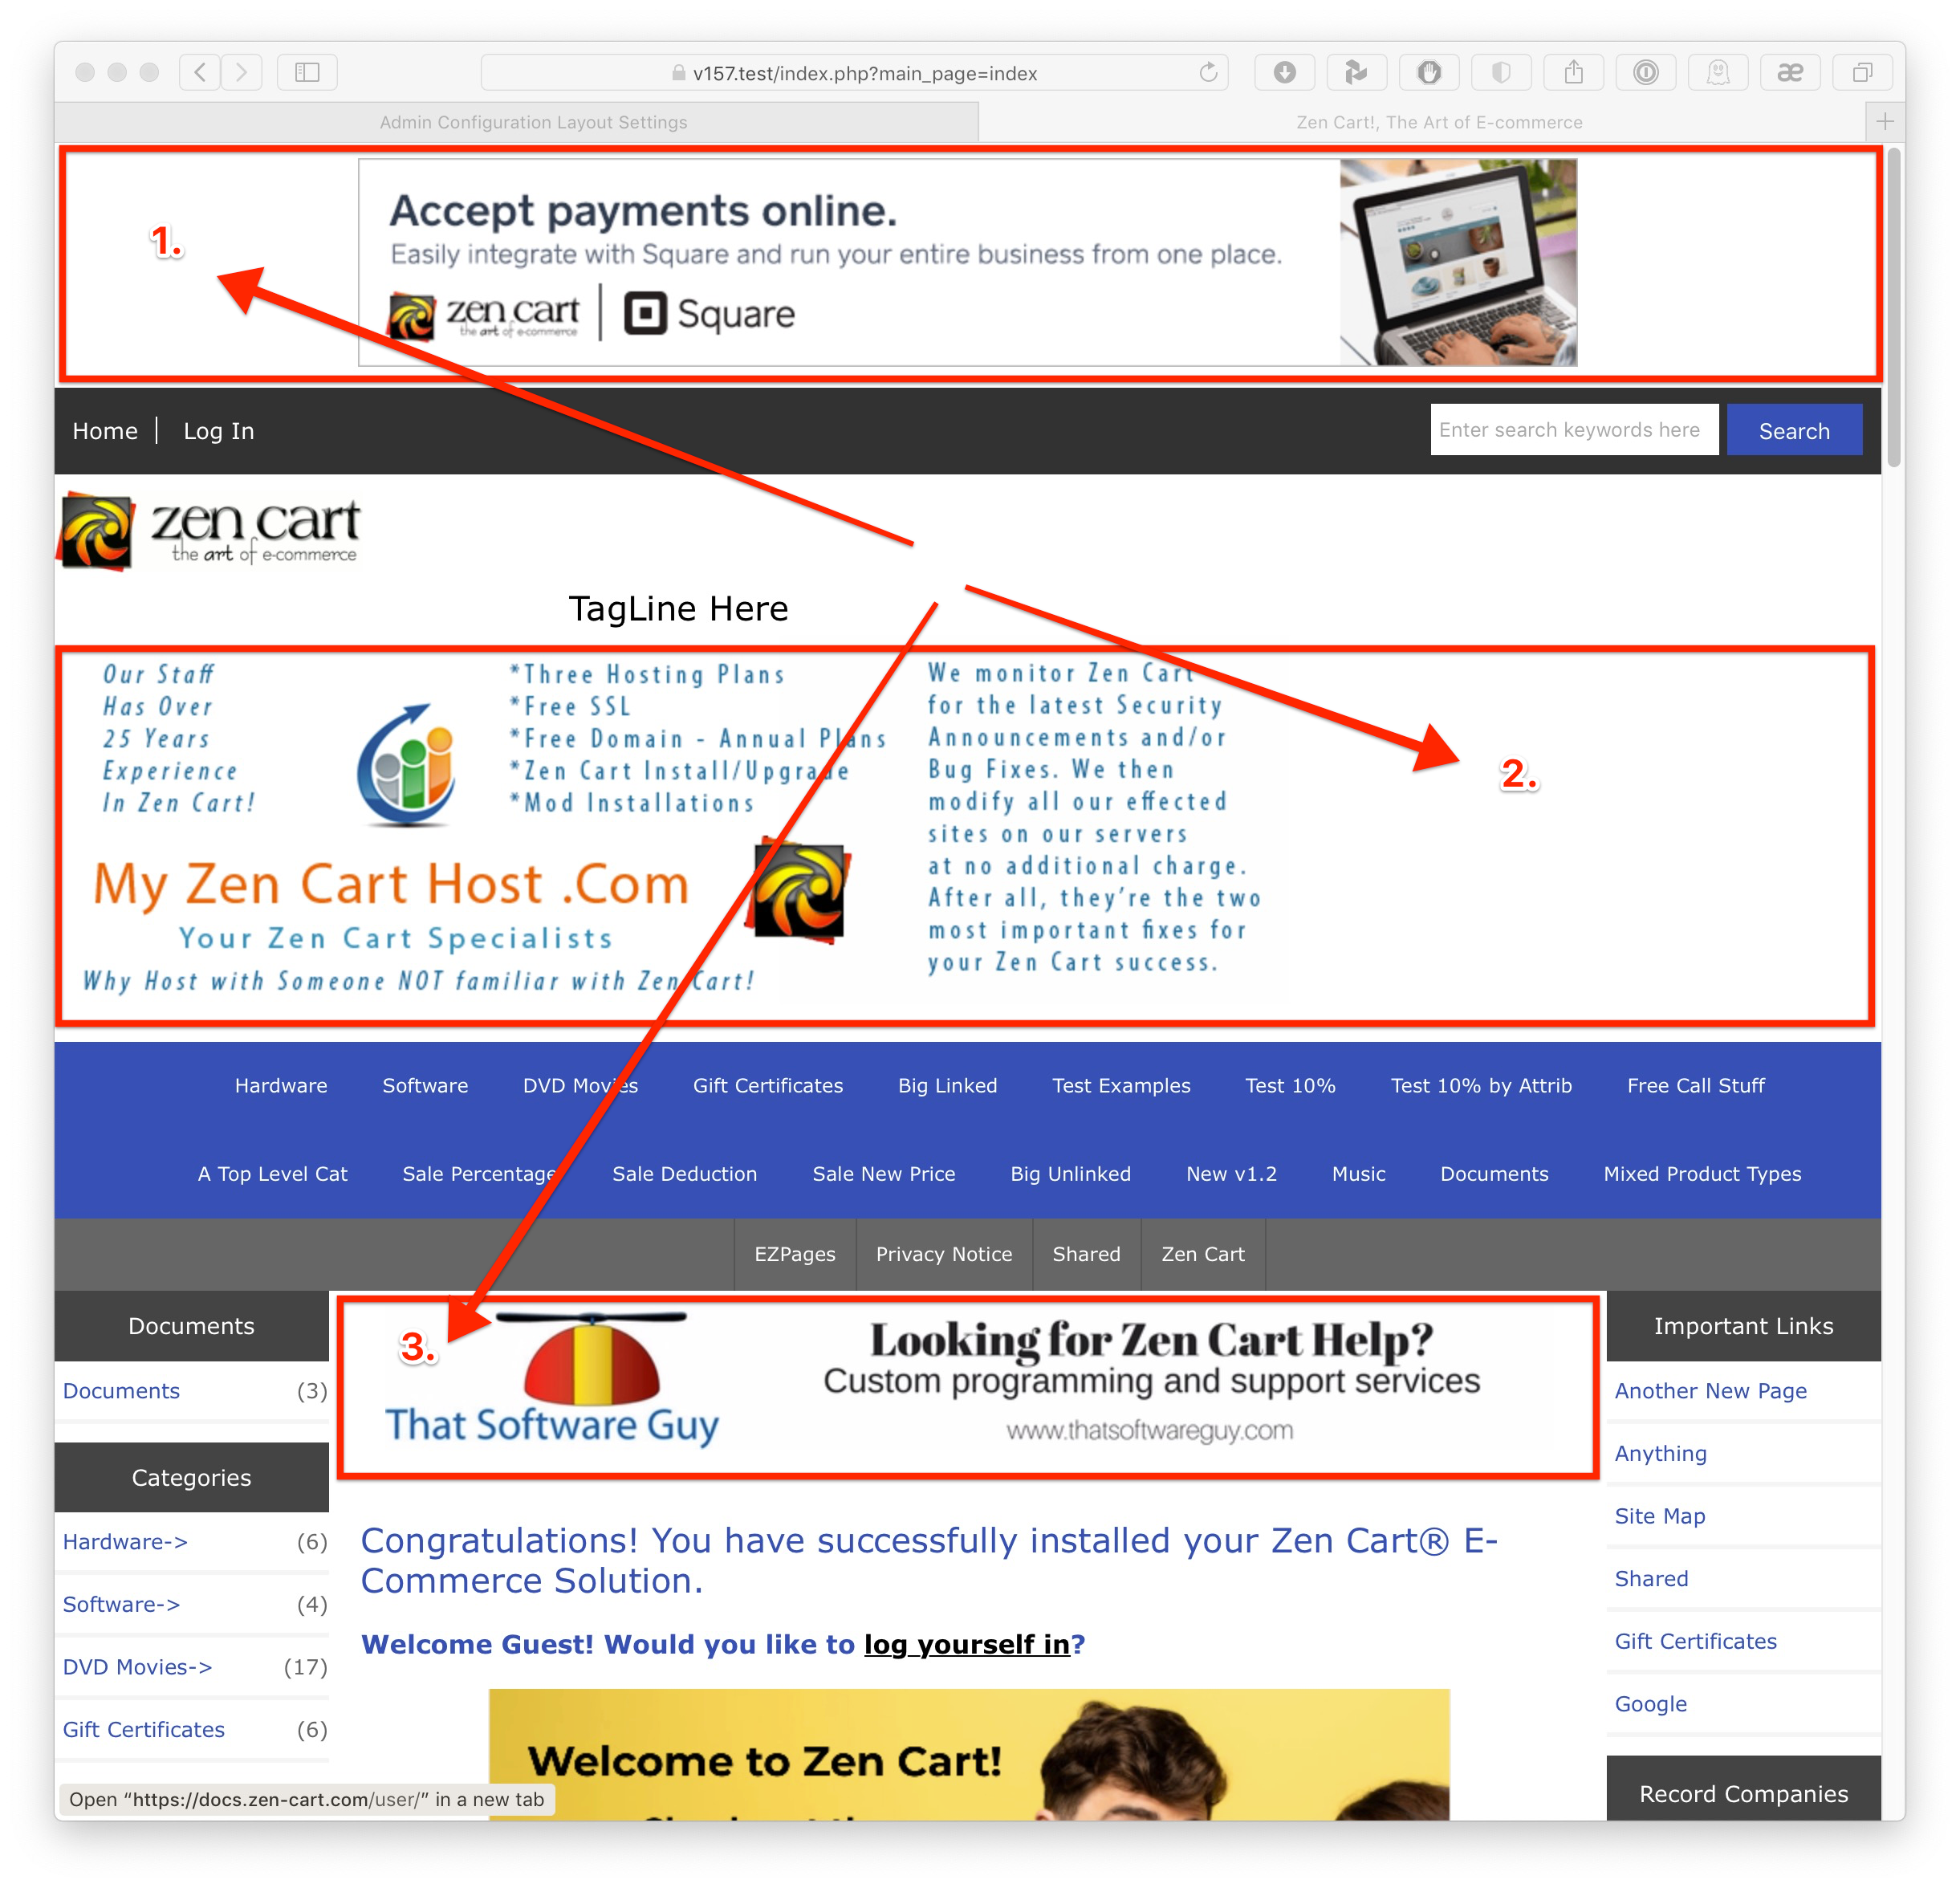 v157.test/index.php?main_page=index
Admin Configuration Layout Settings
Zen Cart!, The Art of E-commerce
1.
Accept payments online.
Easily integrate with Square and run your entire business from one place.
zen cart
the art of e-commerce
Square
Home
Log In
Enter search keywords here
Search
zen cart
the art of e-commerce
TagLine Here
Our Staff
Has Over
25 Years
Experience
In Zen Cart!
*Three Hosting Plans
*Free SSL
*Free Domain - Annual Plans
*Zen Cart Install/Upgrade
*Mod Installations
My Zen Cart Host .Com
Your Zen Cart Specialists
Why Host with Someone NOT familiar with Zen Cart!
We monitor Zen Cart
for the latest Security
Announcements and/or
Bug Fixes. We then
modify all our effected
sites on our servers
at no additional charge.
After all, they're the two
most important fixes for
your Zen Cart success.
2.
Hardware Software DVD Movies Gift Certificates Big Linked Test Examples Test 10% Test 10% by Attrib Free Call Stuff
A Top Level Cat Sale Percentage Sale Deduction Sale New Price Big Unlinked New v1.2 Music Documents Mixed Product Types
EZPages Privacy Notice Shared Zen Cart
Documents
Documents (3)
Categories
Hardware-> (6)
Software-> (4)
DVD Movies-> (17)
Gift Certificates (6)
3.
That Software Guy
Looking for Zen Cart Help?
Custom programming and support services
www.thatsoftwareguy.com
Congratulations! You have successfully installed your Zen Cart® E-
Commerce Solution.
Welcome Guest! Would you like to log yourself in?
Welcome to Zen Cart!
Important Links
Another New Page
Anything
Site Map
Shared
Gift Certificates
Google
Record Companies
Open “https://docs.zen-cart.com/user/” in a new tab